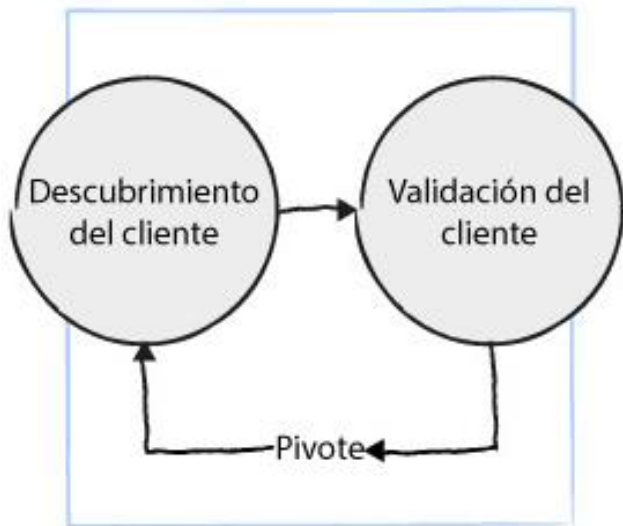 Descubrimiento
del cliente
Validación del
cliente
Pivote